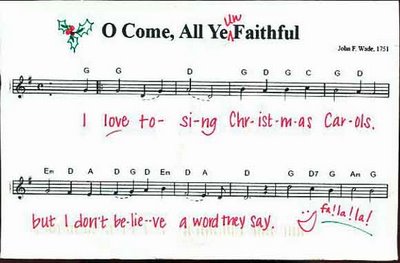 un
O Come, All Ye Faithful
John F. Wade, 1751
G G D G D G C G D
I love to- si-ng Chr-ist-m-as Car-ols.
Em D A D G D Em D A D G D7 G Am G
but I don't be-lie-ve a word they say.
fa!la!la!